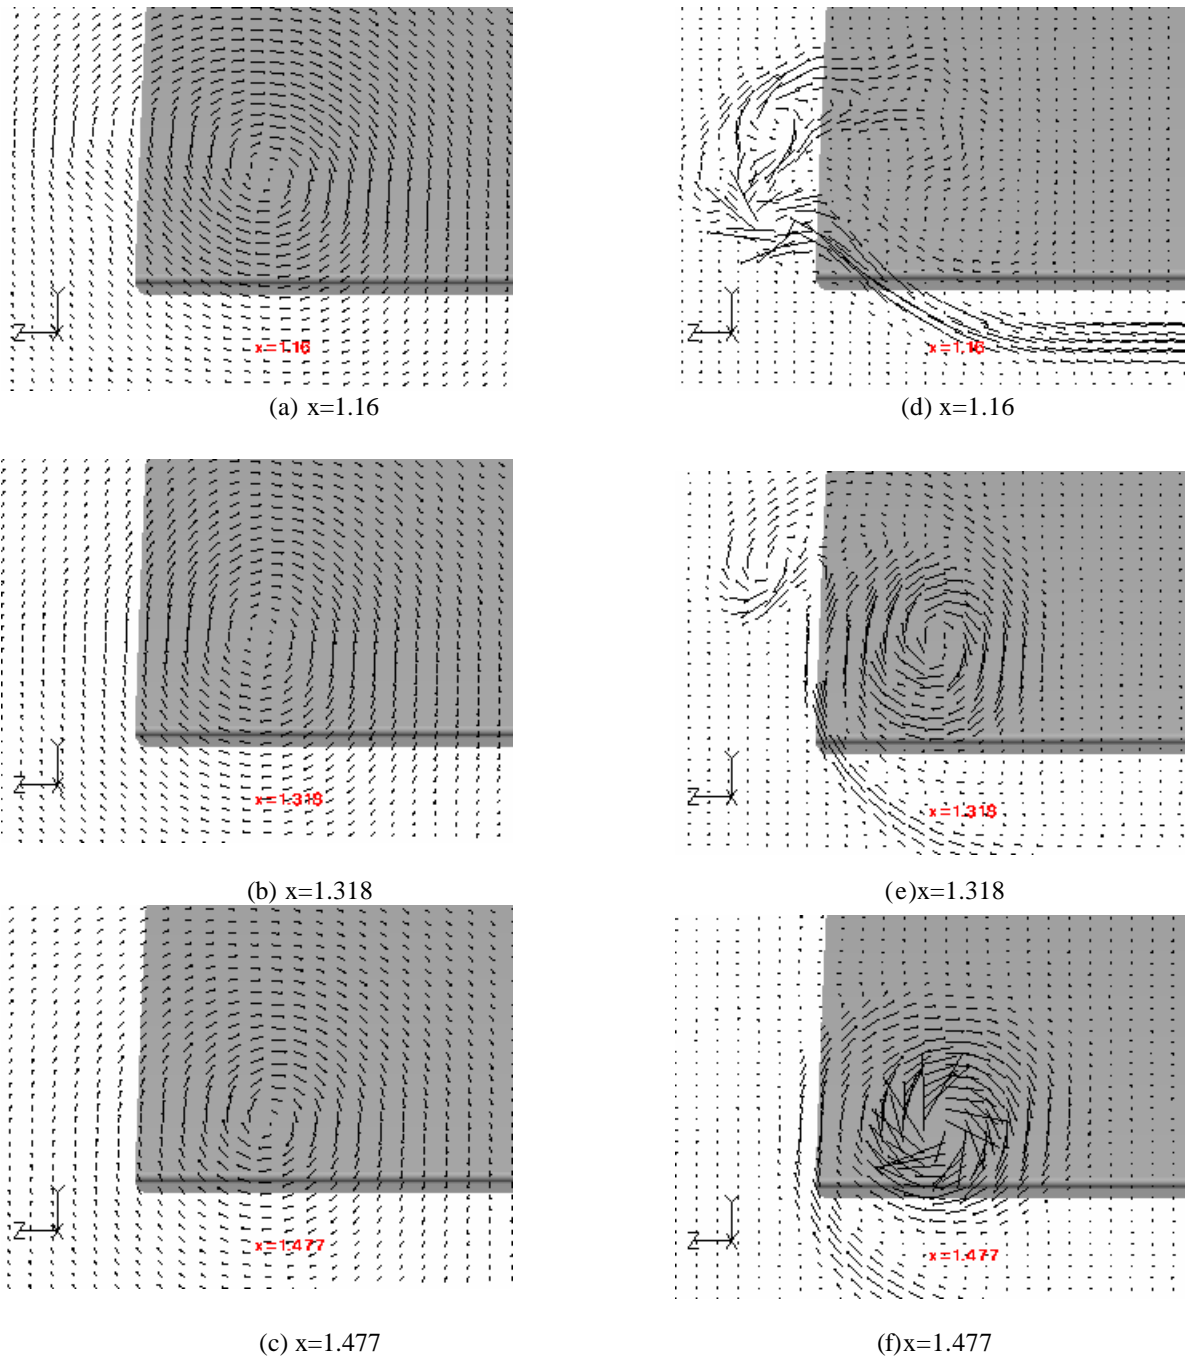 Y
Z X
x=1.16
(a) x=1.16
Y
Z X
x=1.16
(d) x=1.16
Y
Z X
x=1.318
(b) x=1.318
Y
Z X
x=1.318
(e)x=1.318
Y
Z X
x=1.477
(c) x=1.477
Y
Z X
x=1.477
(f)x=1.477